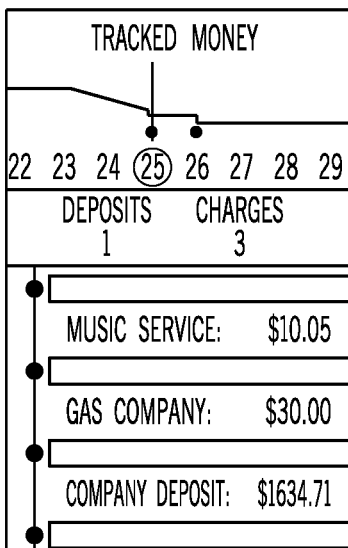 TRACKED MONEY
22 23 24 25 26 27 28 29
DEPOSITS CHARGES
1 3
MUSIC SERVICE: $10.05
GAS COMPANY: $30.00
COMPANY DEPOSIT: $1634.71